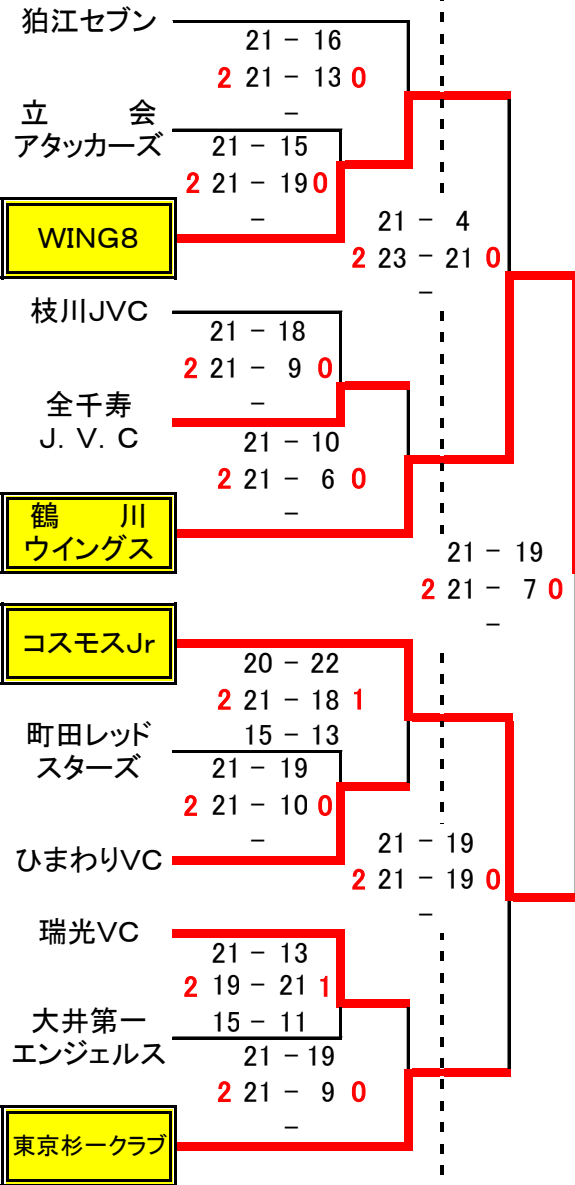 狛江セブン
21 − 16
2 21 − 13 0
−
立　会
アタッカーズ
21 − 15
2 21 − 19 0
−
WING8
21 − 4
2 23 − 21 0
−
枝川JVC
21 − 18
2 21 − 9 0
−
全千寿
J. V. C
21 − 10
2 21 − 6 0
−
鶴　川
ウイングス
21 − 19
2 21 − 7 0
−
コスモスJr
20 − 22
2 21 − 18 1
15 − 13
町田レッド
スターズ
21 − 19
2 21 − 10 0
−
ひまわりVC
21 − 19
2 21 − 19 0
−
瑞光VC
21 − 13
2 19 − 21 1
15 − 11
大井第一
エンジェルス
21 − 19
2 21 − 9 0
−
東京杉一クラブ